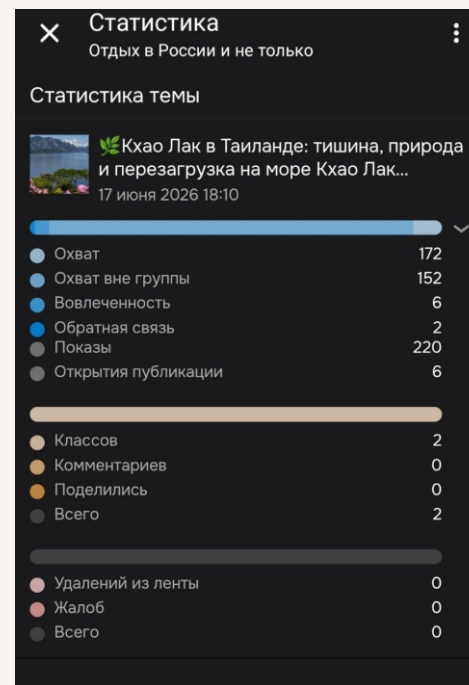 Статистика
Отдых в России и не только
Статистика темы
🌿Кхао Лак в Таиланде: тишина, природа
и перезагрузка на море Кхао Лак...
17 июня 2026 18:10
Охват 172
Охват вне группы 152
Вовлеченность 6
Обратная связь 2
Показы 220
Открытия публикации 6
Классов 2
Комментариев 0
Поделились 0
Всего 2
Удалений из ленты 0
Жалоб 0
Всего 0